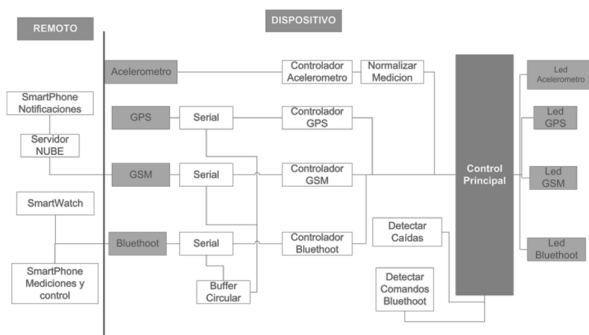 REMOTO
DISPOSITIVO
Acelerometro
Controlador
Acelerometro
Normalizar
Medicion
Led
Acelerometro
SmartPhone
Notificaciones
GPS
Serial
Controlador
GPS
Led
GPS
Servidor
NUBE
GSM
Serial
Controlador
GSM
Control
Principal
Led
GSM
SmartWatch
Bluethoot
Serial
Controlador
Bluethoot
Detectar
Caídas
Led
Bluethoot
SmartPhone
Mediciones y
control
Buffer
Circular
Detectar
Comandos
Bluethoot